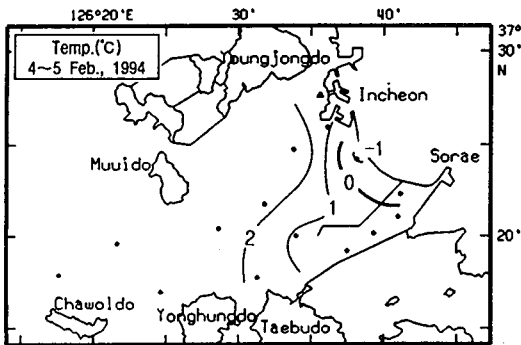 126°20' 30' 40' 37°
30'
N
Temp.(°C)
4~5 Feb., 1994
Youngjongdo
Incheon
-1
Muuido
Sorae
0
1
2
20'
Chawoldo
Yonghungdo
Taebudo